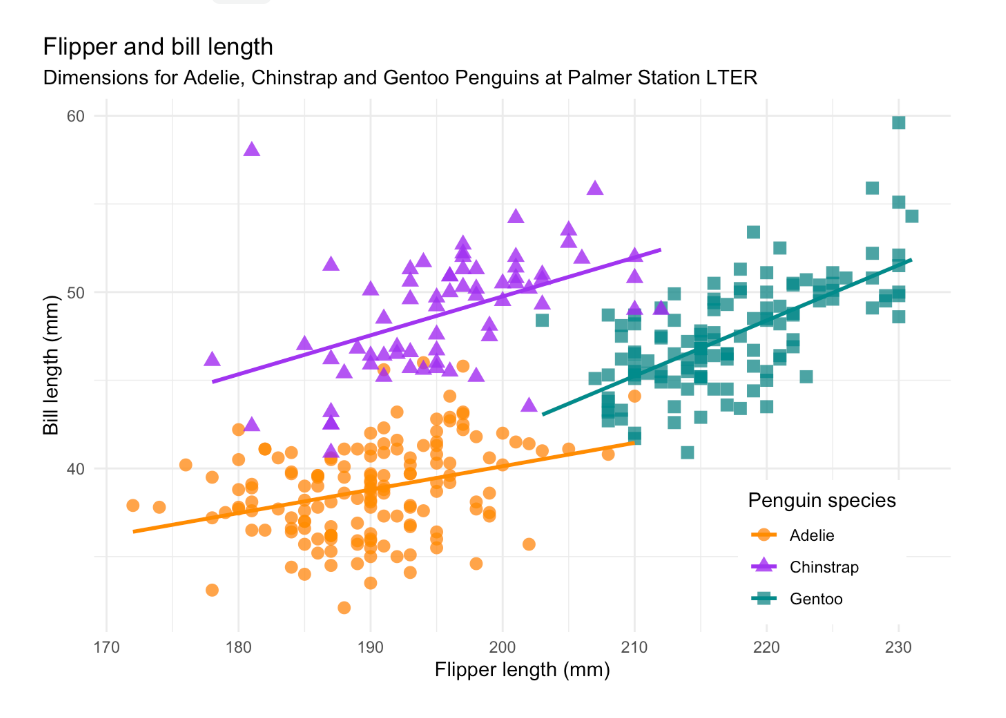 Flipper and bill length
Dimensions for Adelie, Chinstrap and Gentoo Penguins at Palmer Station LTER
60
50
40
Bill length (mm)
Penguin species
Adelie
Chinstrap
Gentoo
170 180 190 200 210 220 230
Flipper length (mm)